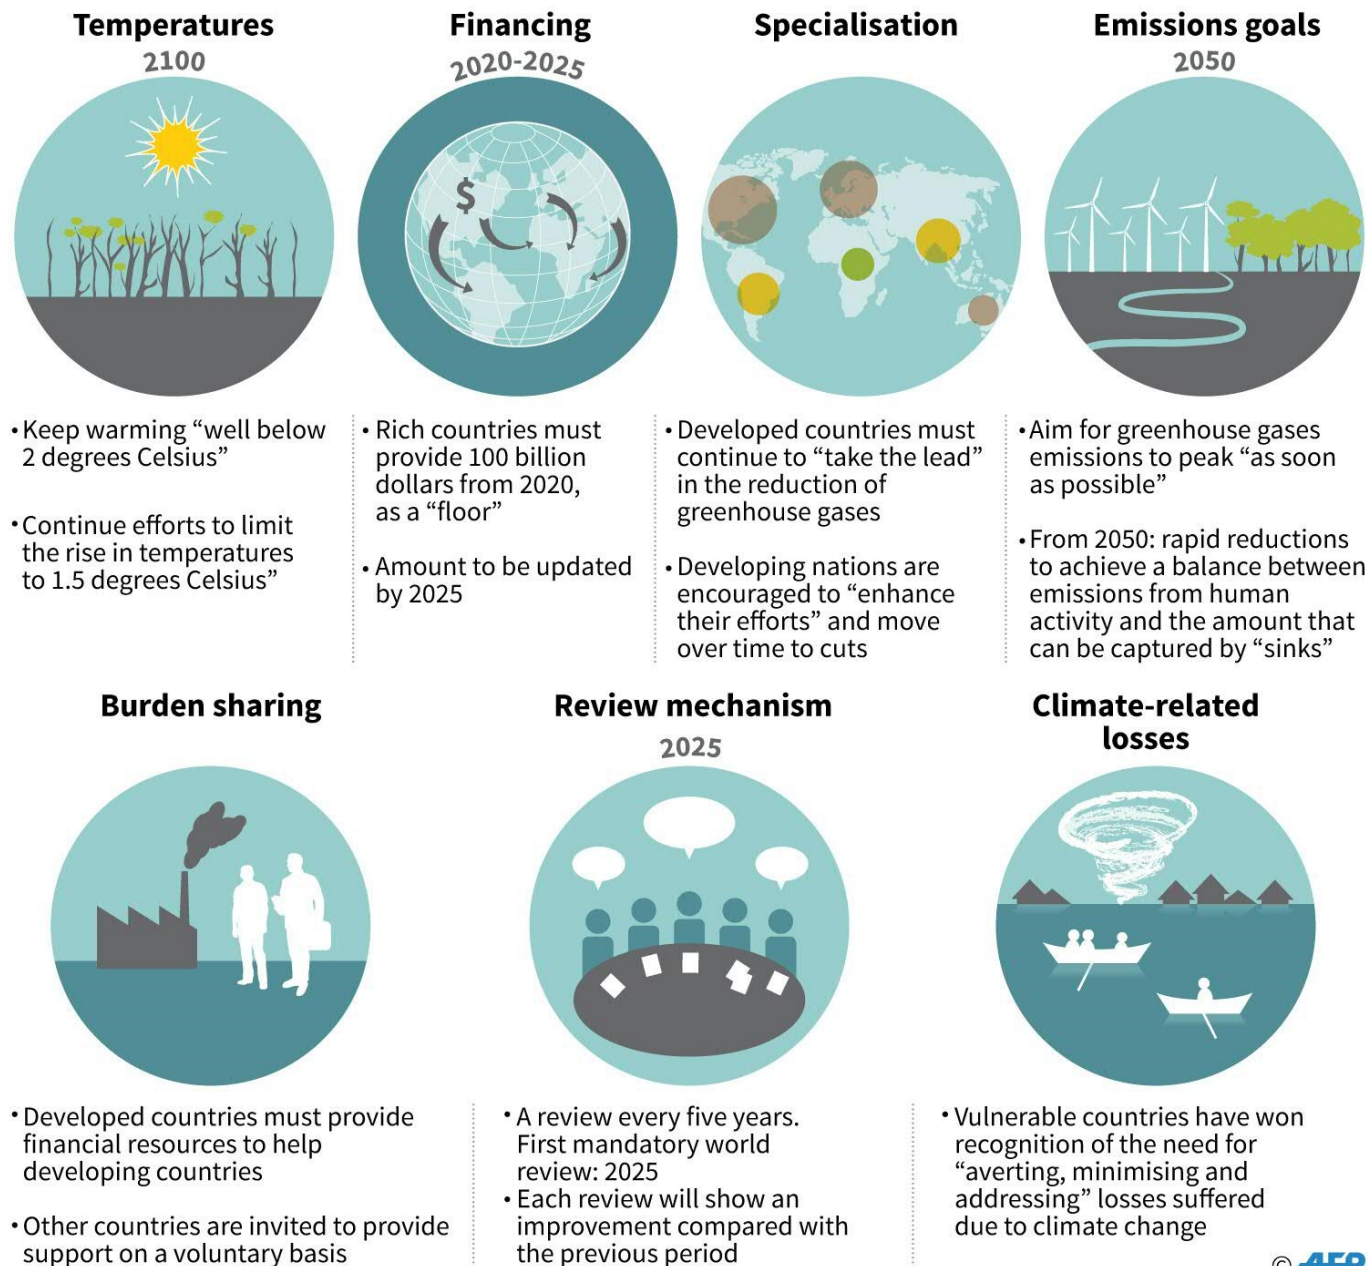 Temperatures
2100
Financing
2020-2025
Specialisation
Emissions goals
2050
$
•Keep warming “well below
2 degrees Celsius”
•Continue efforts to limit
the rise in temperatures
to 1.5 degrees Celsius”
• Rich countries must
provide 100 billion
dollars from 2020,
as a “floor”
• Amount to be updated
by 2025
•Developed countries must
continue to “take the lead”
in the reduction of
greenhouse gases
•Developing nations are
encouraged to “enhance
their efforts” and move
over time to cuts
•Aim for greenhouse gases
emissions to peak “as soon
as possible”
•From 2050: rapid reductions
to achieve a balance between
emissions from human
activity and the amount that
can be captured by “sinks”
Burden sharing
Review mechanism
2025
Climate-related
losses
•Developed countries must provide
financial resources to help
developing countries
•Other countries are invited to provide
support on a voluntary basis
• A review every five years.
First mandatory world
review: 2025
• Each review will show an
improvement compared with
the previous period
• Vulnerable countries have won
recognition of the need for
“averting, minimising and
addressing” losses suffered
due to climate change
© AFP